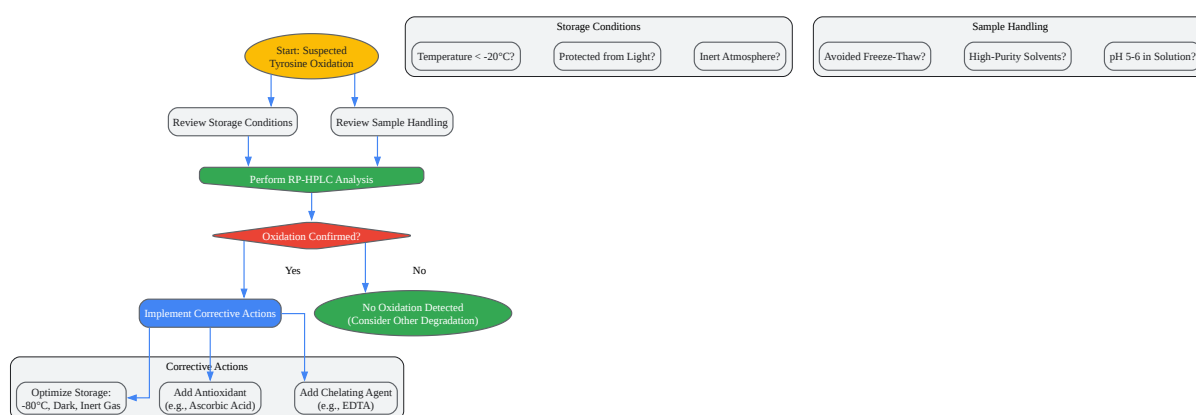 Storage Conditions
Temperature < -20°C?
Protected from Light?
Inert Atmosphere?
Sample Handling
Avoided Freeze-Thaw?
High-Purity Solvents?
pH 5-6 in Solution?
Start: Suspected
Tyrosine Oxidation
Review Storage Conditions
Review Sample Handling
Perform RP-HPLC Analysis
Oxidation Confirmed?
Yes
No
Implement Corrective Actions
No Oxidation Detected
(Consider Other Degradation)
Corrective Actions
Optimize Storage:
-80°C, Dark, Inert Gas
Add Antioxidant
(e.g., Ascorbic Acid)
Add Chelating Agent
(e.g., EDTA)